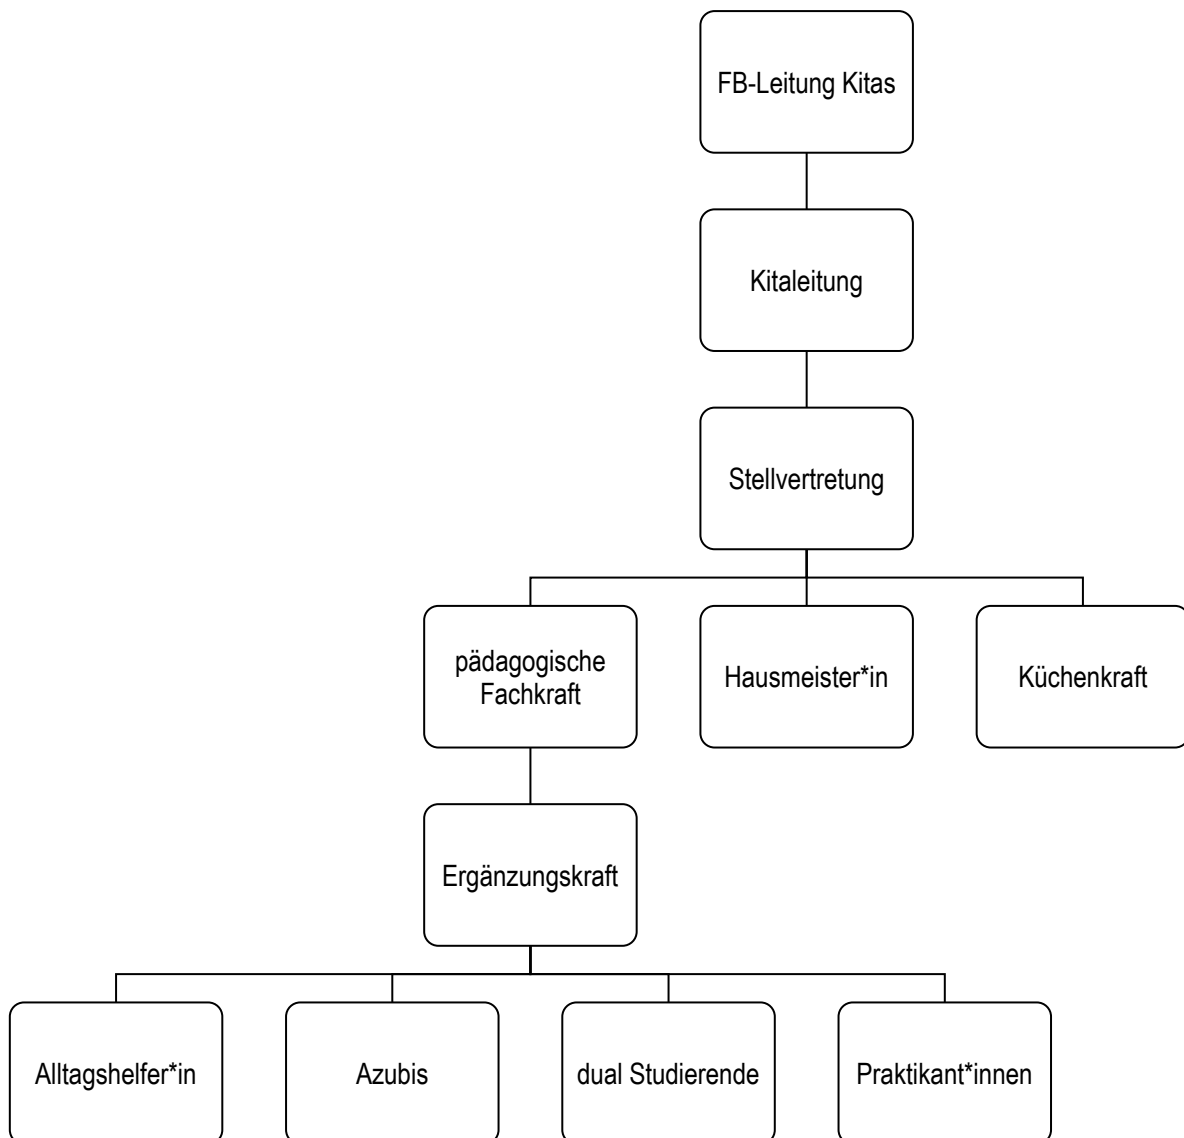 FB-Leitung Kitas
Kitaleitung
Stellvertretung
pädagogische
Fachkraft
Hausmeister*in
Küchenkraft
Ergänzungskraft
Alltagshelfer*in
Azubis
dual Studierende
Praktikant*innen